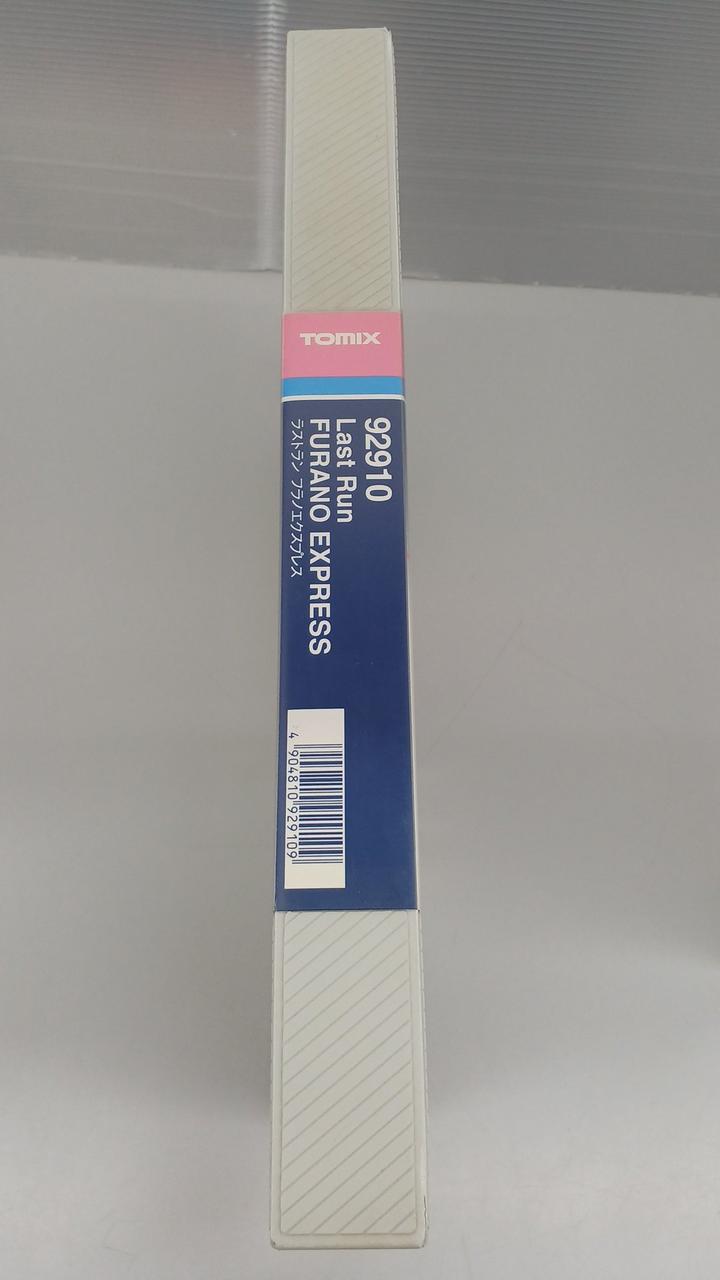 TOMIX
92910
Last Run
FURANO EXPRESS
ラストラン フラノエクスプレス
4 904810 929109